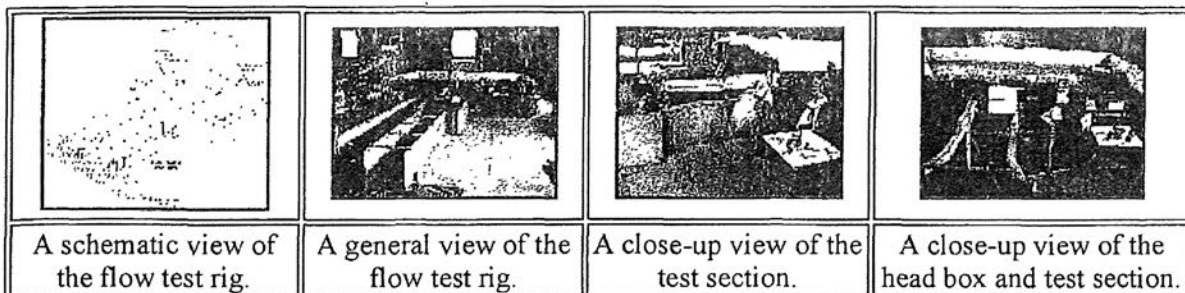 A schematic view of
the flow test rig.
A general view of the
flow test rig.
A close-up view of the
test section.
A close-up view of the
head box and test section.